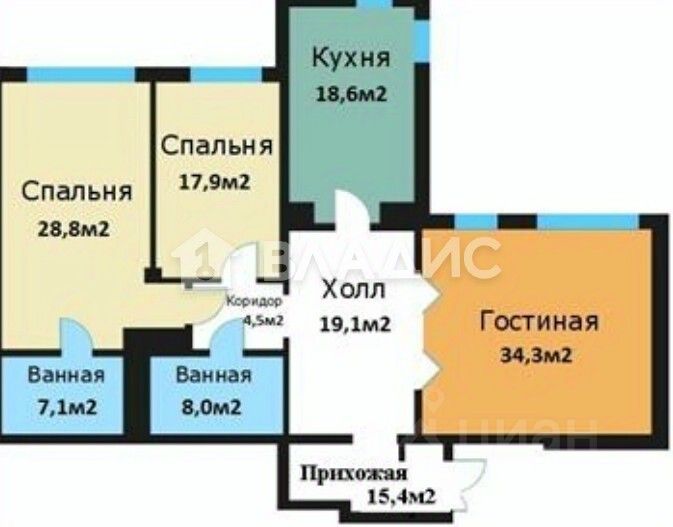 Кухня
18,6м2
Спальня
17,9м2
Спальня
28,8м2
ВЛАДИС
Коридор
4,5м2
Холл
19,1м2
Гостиная
34,3м2
Ванная
7,1м2
Ванная
8,0м2
циан
Прихожая
15,4м2